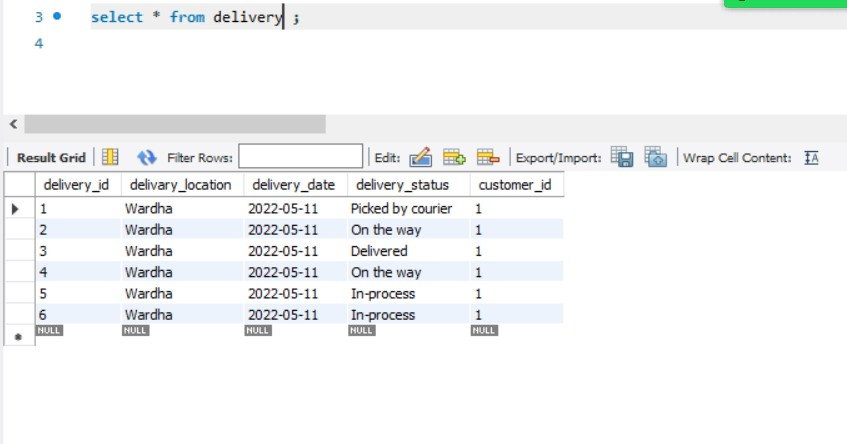 3 select * from delivery ;
4
Result Grid Filter Rows: Edit: Export/Import: Wrap Cell Content: IA
delivery_id delivary_location delivery_date delivery_status customer_id
1 Wardha 2022-05-11 Picked by courier 1
2 Wardha 2022-05-11 On the way 1
3 Wardha 2022-05-11 Delivered 1
4 Wardha 2022-05-11 On the way 1
5 Wardha 2022-05-11 In-process 1
6 Wardha 2022-05-11 In-process 1
NULL NULL NULL NULL NULL